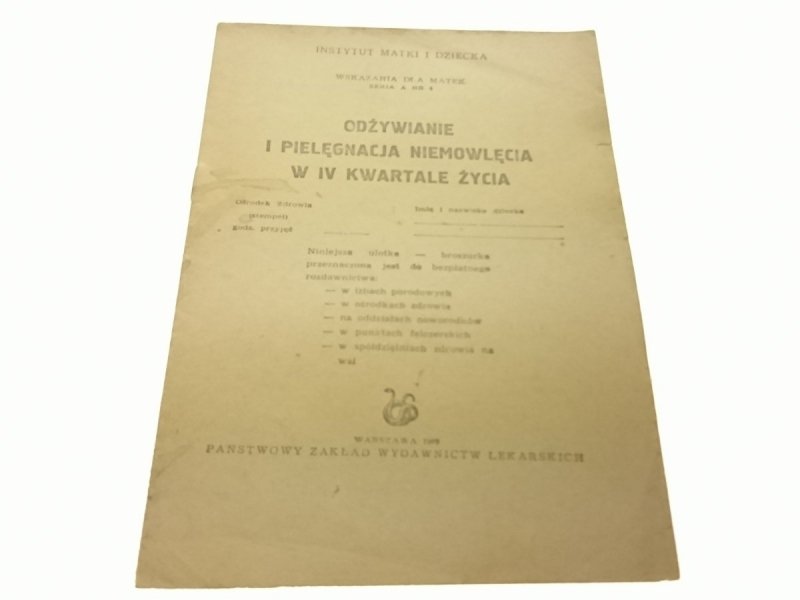 INSTYTUT MATKI I DZIECKA
WSKAZANIA DLA MATEK
SERIA A NR 4
ODŻYWIANIE
I PIELĘGNACJA NIEMOWLĘCIA
W IV KWARTALE ŻYCIA
Ośrodek Zdrowia
(stempel)
godz. przyjęć
Imię i nazwisko dziecka
Niniejsza ulotka — broszurka
przeznaczona jest do bezpłatnego
rozdawnictwa:
— w izbach porodowych
— w ośrodkach zdrowia
— na oddziałach noworodków
— w punktach felczerskich
— w spółdzielniach zdrowia na
wsi
WARSZAWA
PAŃSTWOWY ZAKŁAD WYDAWNICTW LEKARSKICH